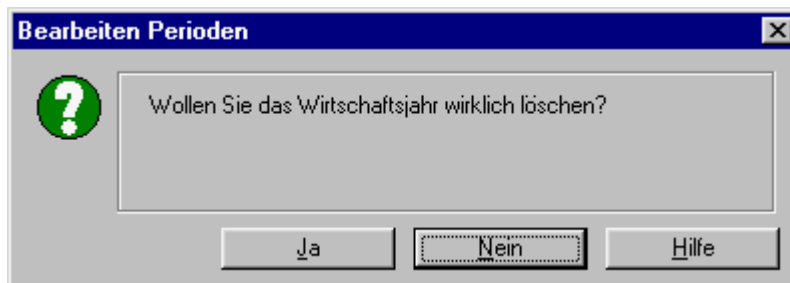 Bearbeiten Perioden
Wollen Sie das Wirtschaftsjahr wirklich löschen?
Ja Nein Hilfe